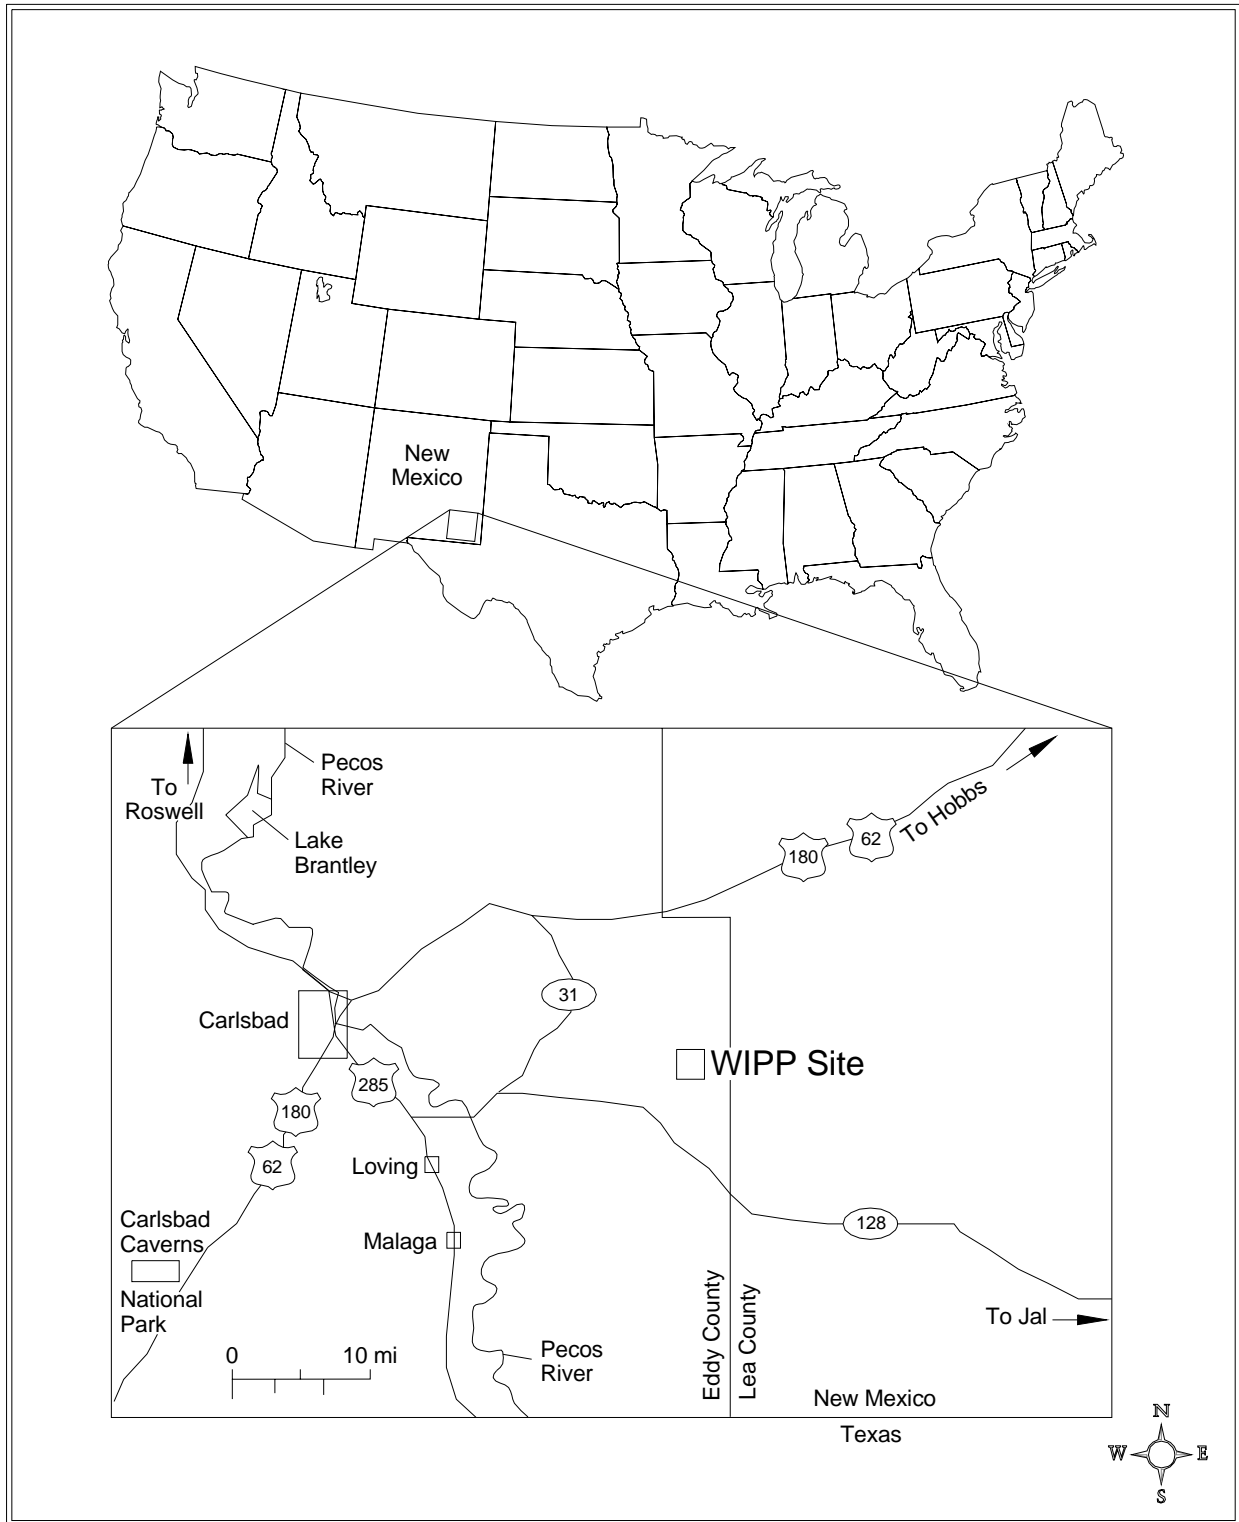 New
Mexico
Pecos
River
To
Roswell
To Hobbs
62
180
Lake
Brantley
31
Carlsbad
WIPP Site
285
180
Loving
62
Carlsbad
Caverns
128
Malaga
National
Park
Eddy County
Lea County
To Jal
0
10 mi
Pecos
River
New Mexico
Texas
N
W
E
S